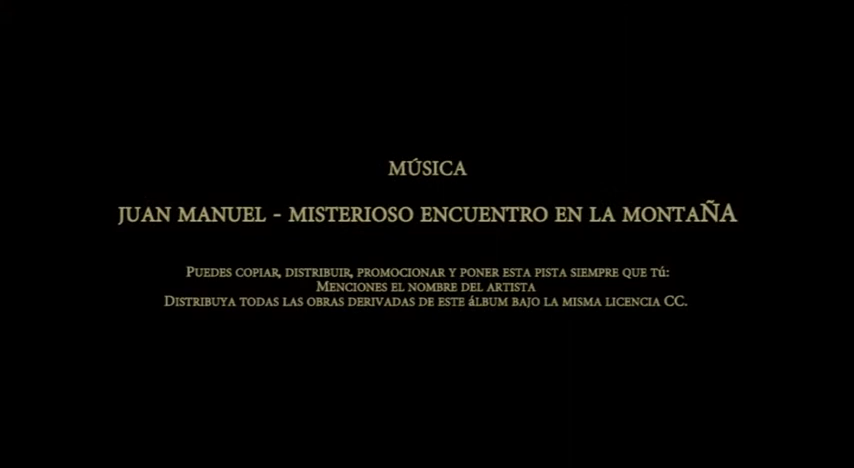 MÚSICA
JUAN MANUEL - MISTERIOSO ENCUENTRO EN LA MONTAÑA
PUEDES COPIAR, DISTRIBUIR, PROMOCIONAR Y PONER ESTA PISTA SIEMPRE QUE TÚ:
MENCIONES EL NOMBRE DEL ARTISTA
DISTRIBUYA TODAS LAS OBRAS DERIVADAS DE ESTE ÁLBUM BAJO LA MISMA LICENCIA CC.